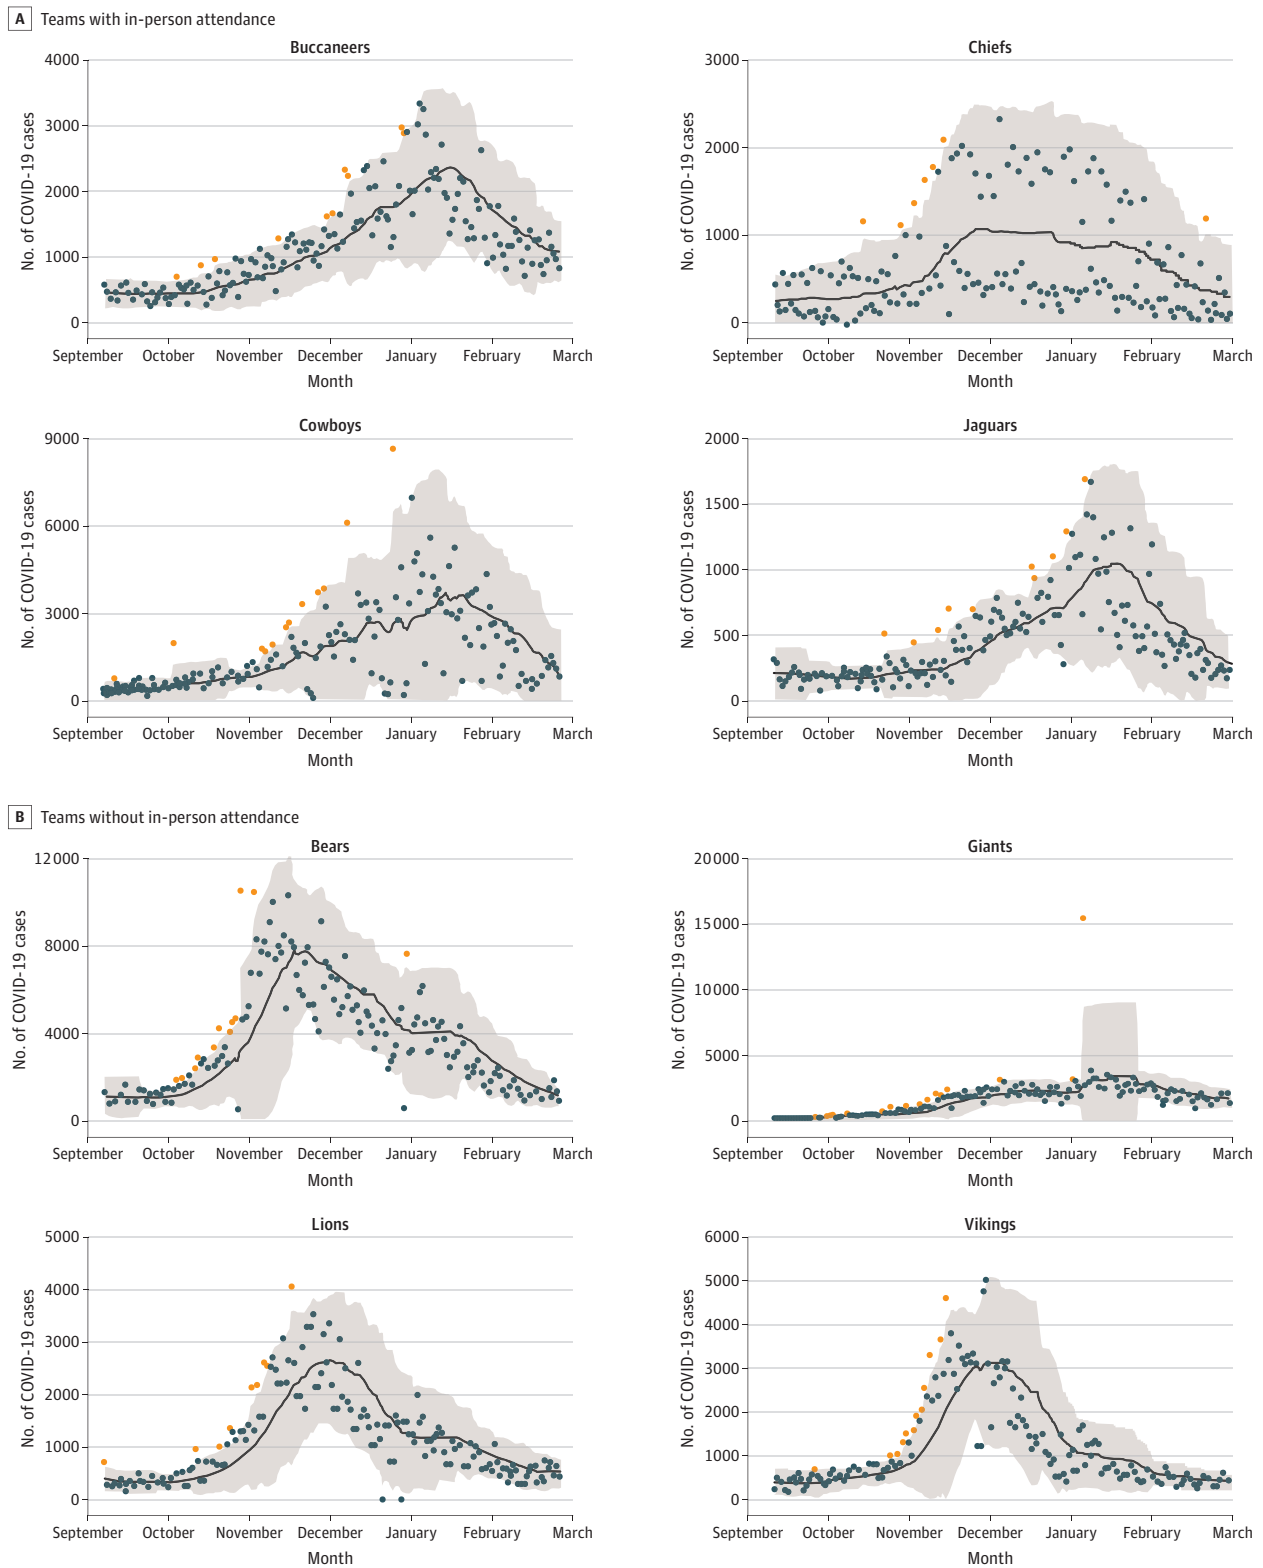 A Teams with in-person attendance
Buccaneers
4000
3000
2000
1000
0
No. of COVID-19 cases
September October November December January February March
Month
Chiefs
3000
2000
1000
0
No. of COVID-19 cases
September October November December January February March
Month
Cowboys
9000
6000
3000
0
No. of COVID-19 cases
September October November December January February March
Month
Jaguars
2000
1500
1000
500
0
No. of COVID-19 cases
September October November December January February March
Month
B Teams without in-person attendance
Bears
12 000
8000
4000
0
No. of COVID-19 cases
September October November December January February March
Month
Giants
20 000
15 000
10 000
5000
0
No. of COVID-19 cases
September October November December January February March
Month
Lions
5000
4000
3000
2000
1000
0
No. of COVID-19 cases
September October November December January February March
Month
Vikings
6000
5000
4000
3000
2000
1000
0
No. of COVID-19 cases
September October November December January February March
Month